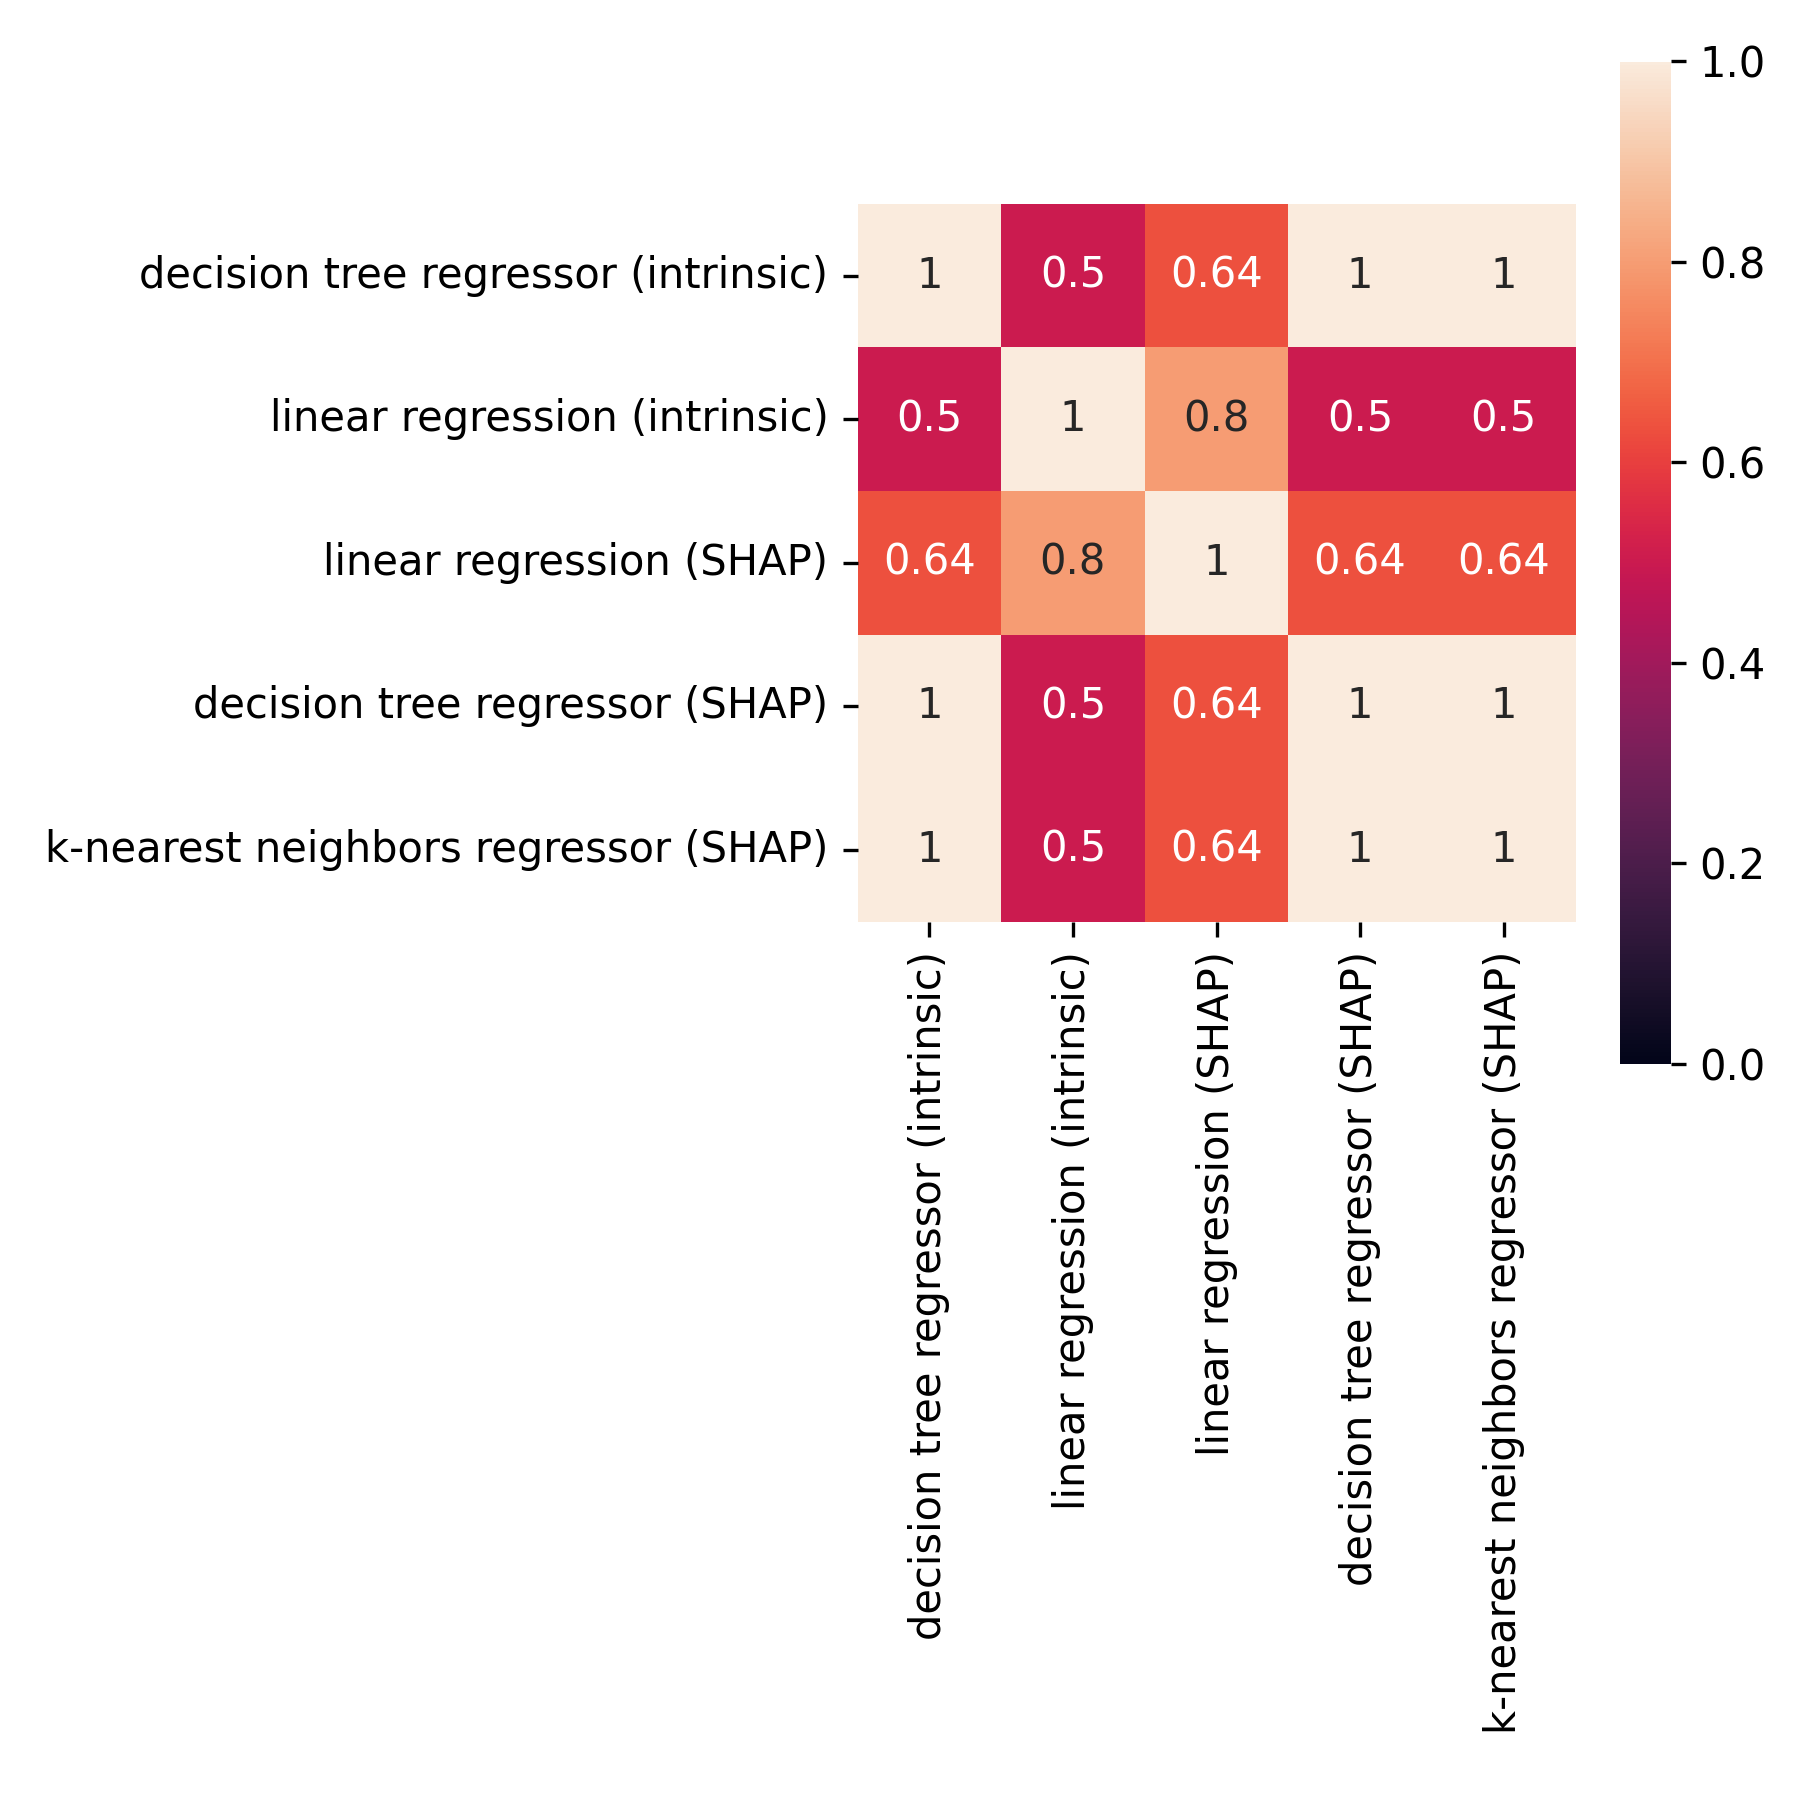 1.0
decision tree regressor (intrinsic) 1 0.5 0.64 1 1
0.8
linear regression (intrinsic) 0.5 1 0.8 0.5 0.5
0.6
linear regression (SHAP) 0.64 0.8 1 0.64 0.64
0.4
decision tree regressor (SHAP) 1 0.5 0.64 1 1
0.2
k-nearest neighbors regressor (SHAP) 1 0.5 0.64 1 1
0.0
decision tree regressor (intrinsic)
linear regression (intrinsic)
linear regression (SHAP)
decision tree regressor (SHAP)
k-nearest neighbors regressor (SHAP)